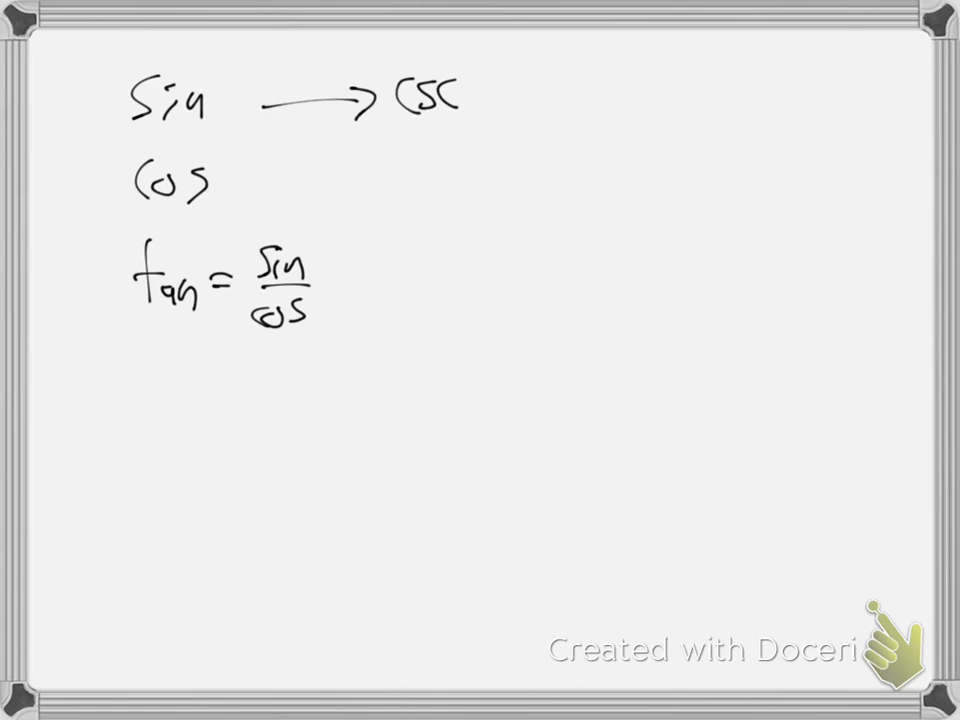 sin → csc
cos
tan = sin/cos
Created with Doceri